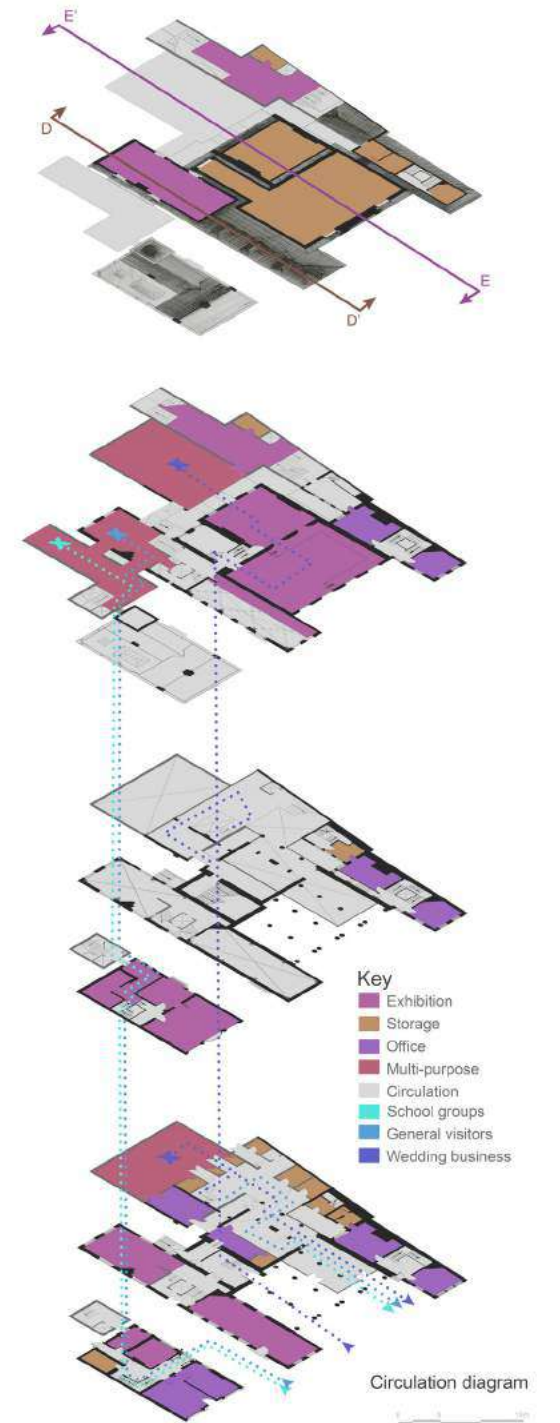 E'
D
E
D'
Key
Exhibition
Storage
Office
Multi-purpose
Circulation
School groups
General visitors
Wedding business
Circulation diagram